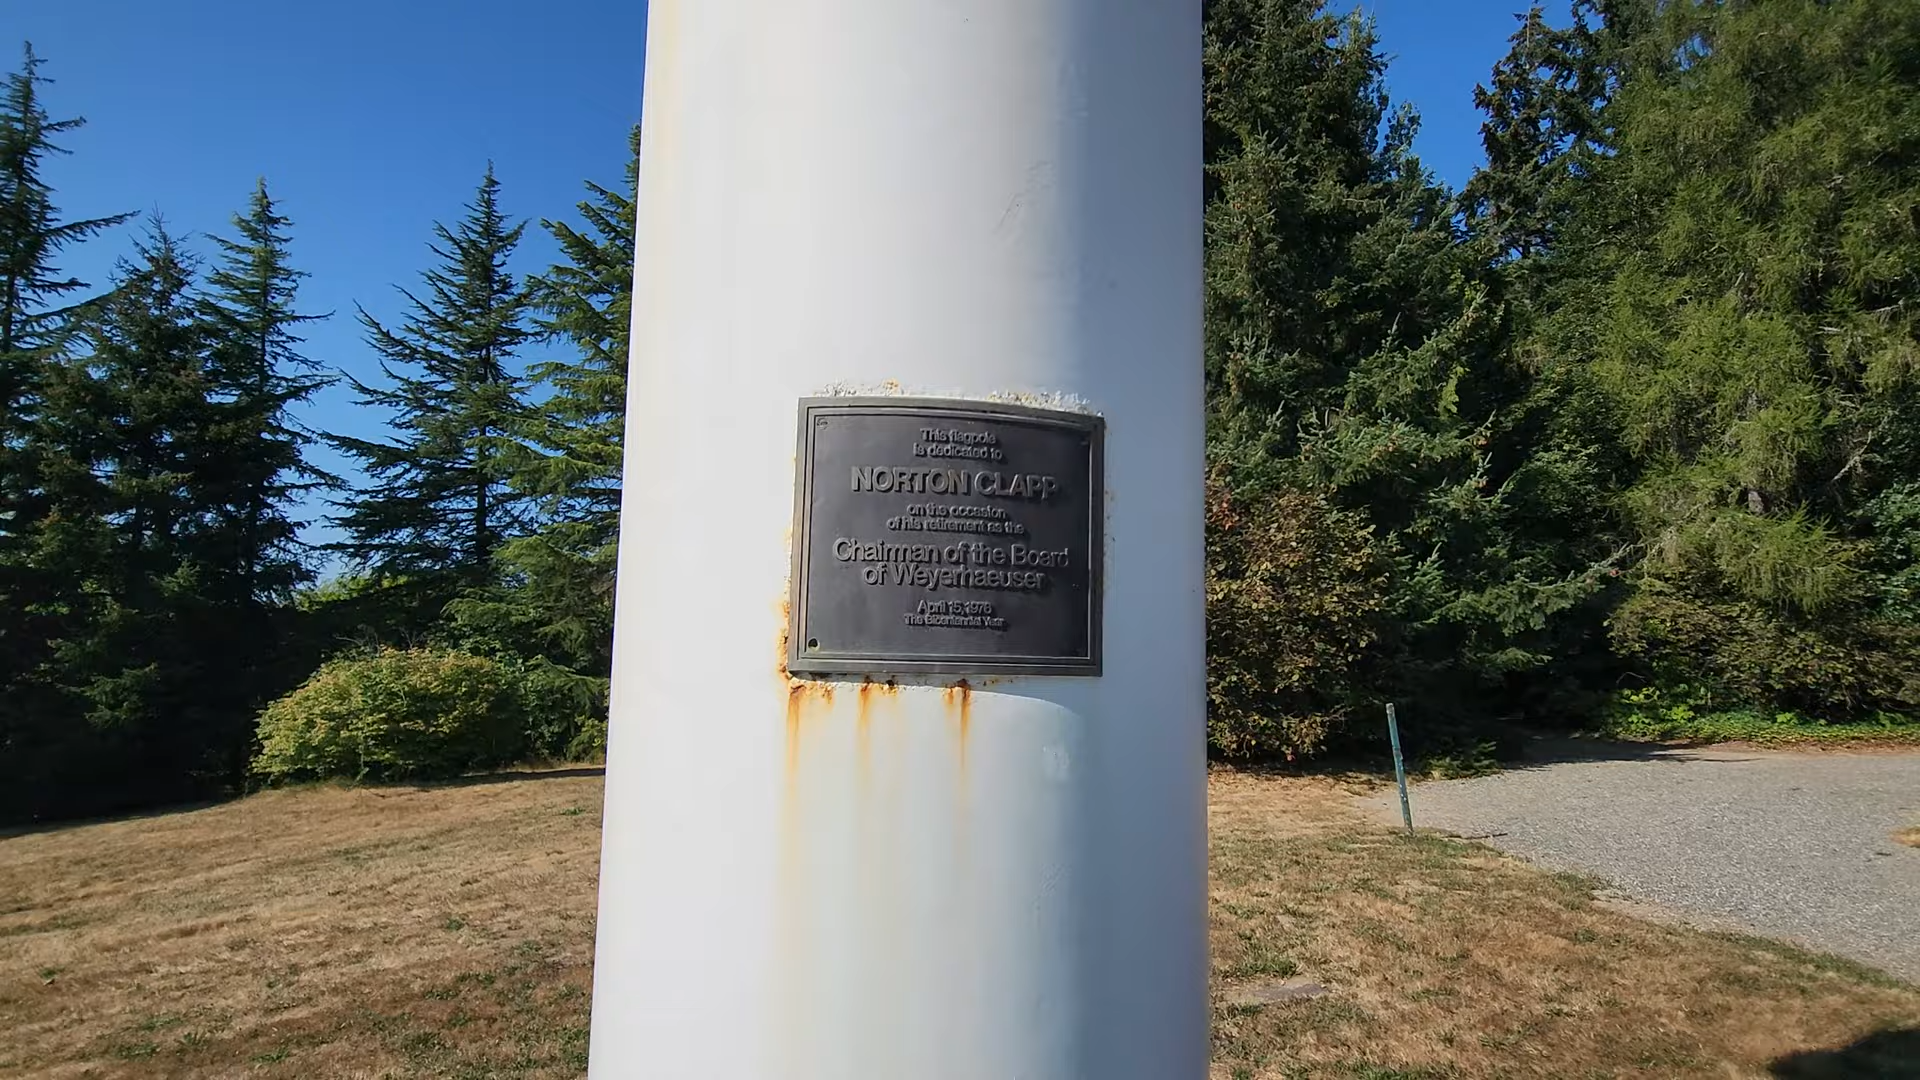 This flagpole
is dedicated to
NORTON CLAPP
on the occasion
of his retirement as the
Chairman of the Board
of Weyerhaeuser
April 15, 1976
The Bicentennial Year